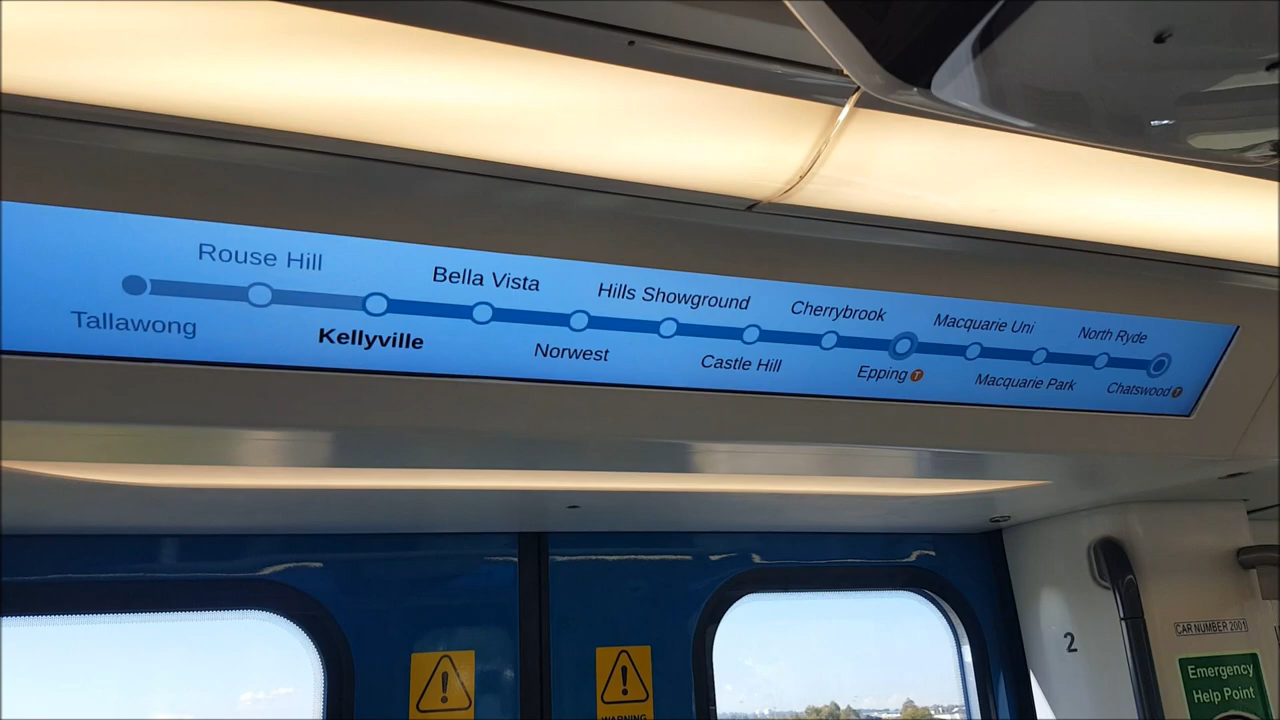 Rouse Hill
Tallawong
Bella Vista
Kellyville
Hills Showground
Norwest
Cherrybrook
Castle Hill
Macquarie Uni
Epping T
North Ryde
Macquarie Park
Chatswood T
2
CAR NUMBER 2001
Emergency
Help Point
WARNING